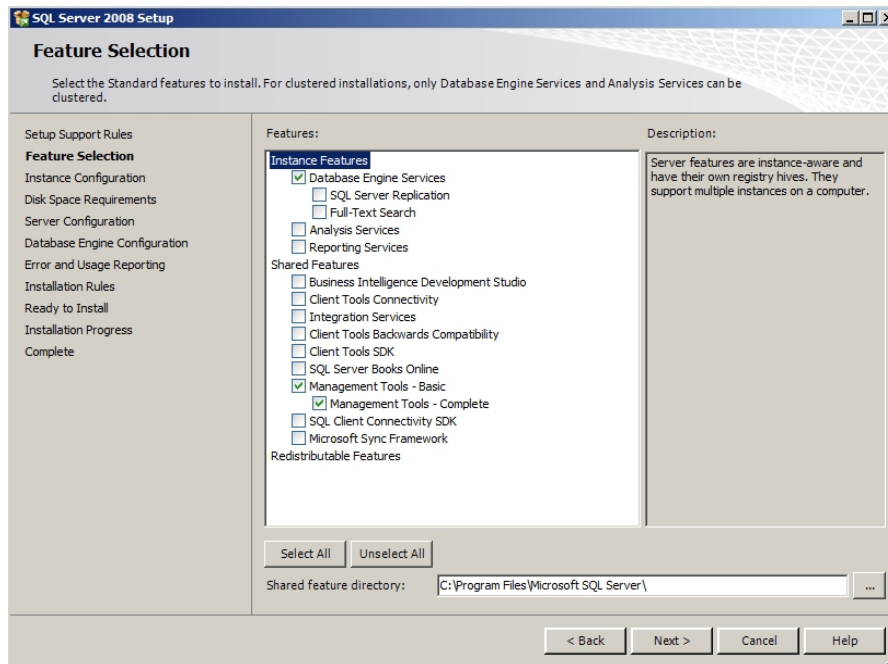 SQL Server 2008 Setup
Feature Selection
Select the Standard features to install. For clustered installations, only Database Engine Services and Analysis Services can be
clustered.
Setup Support Rules
Feature Selection
Instance Configuration
Disk Space Requirements
Server Configuration
Database Engine Configuration
Error and Usage Reporting
Installation Rules
Ready to Install
Installation Progress
Complete
Features:
Instance Features
Database Engine Services
SQL Server Replication
Full-Text Search
Analysis Services
Reporting Services
Shared Features
Business Intelligence Development Studio
Client Tools Connectivity
Integration Services
Client Tools Backwards Compatibility
Client Tools SDK
SQL Server Books Online
Management Tools - Basic
Management Tools - Complete
SQL Client Connectivity SDK
Microsoft Sync Framework
Redistributable Features
Description:
Server features are instance-aware and
have their own registry hives. They
support multiple instances on a computer.
Select All
Unselect All
Shared feature directory:
C:\Program Files\Microsoft SQL Server\
...
< Back
Next >
Cancel
Help